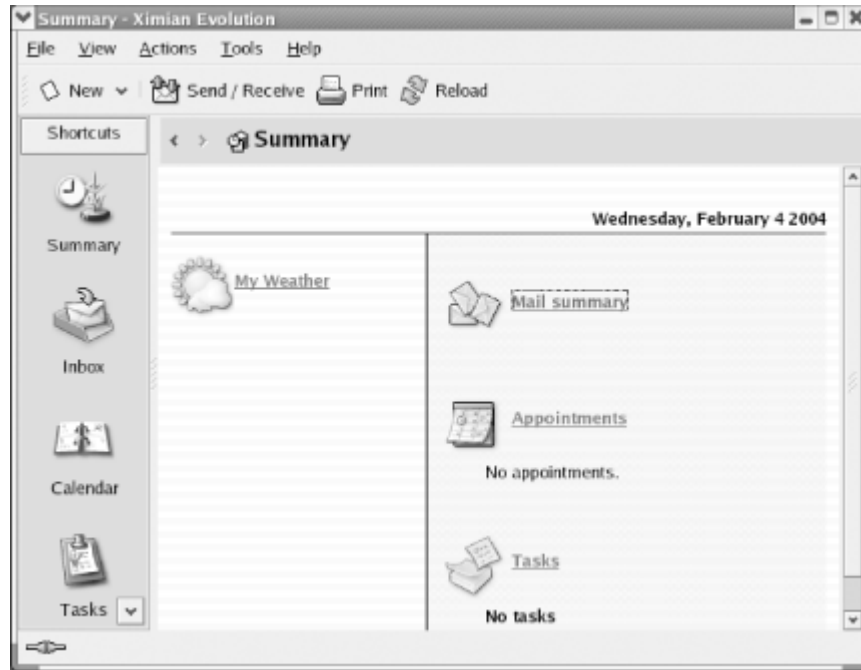 Summary - Ximian Evolution
File View Actions Tools Help
New Send / Receive Print Reload
Shortcuts
Summary
Wednesday, February 4 2004
Summary
My Weather
Mail summary
Inbox
Appointments
No appointments.
Calendar
Tasks
Tasks
No tasks